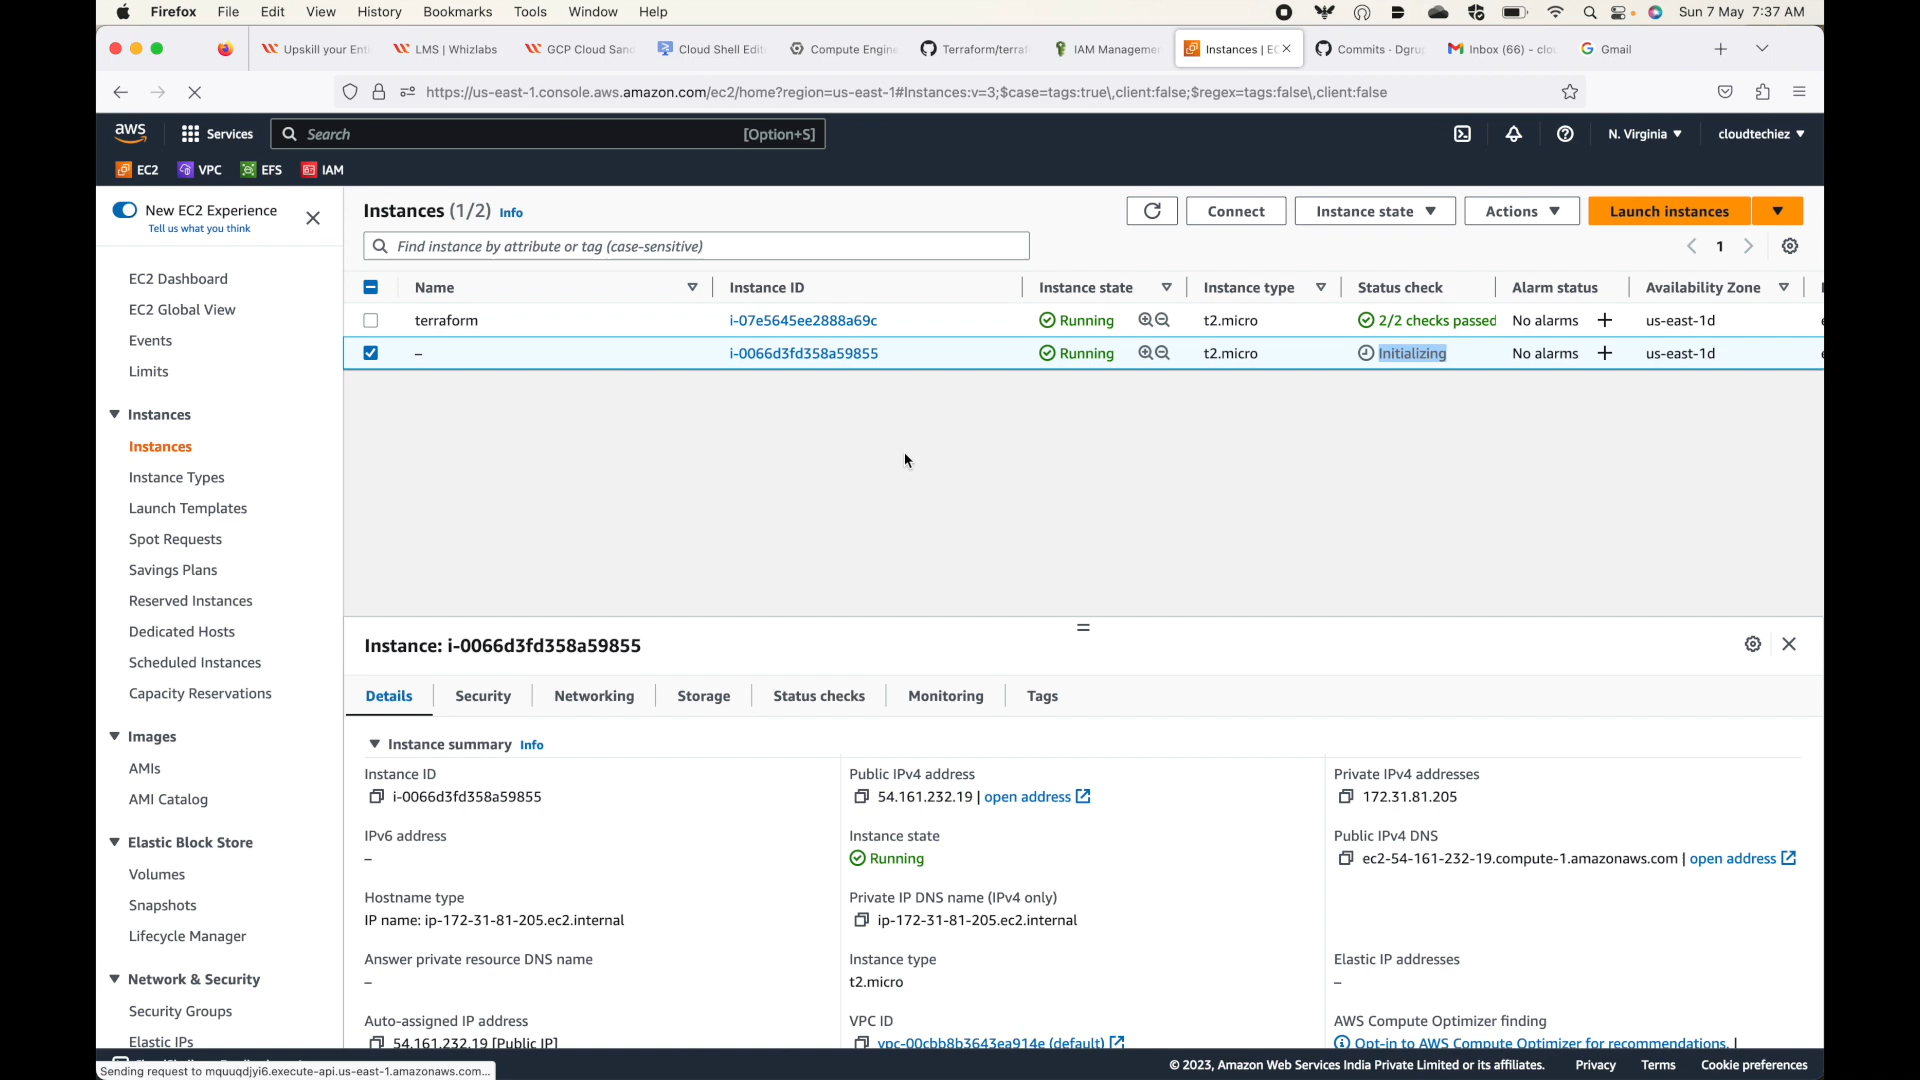 Firefox File Edit View History Bookmarks Tools Window Help Sun 7 May 7:37 AM
Upskill your Enti LMS | Whizlabs GCP Cloud Sand Cloud Shell Edit Compute Engine Terraform/terraf IAM Managemen Instances | EC Commits · Dgru Inbox (66) - clou Gmail
https://us-east-1.console.aws.amazon.com/ec2/home?region=us-east-1#Instances:v=3;$case=tags:true\,client:false;$regex=tags:false\,client:false
aws Services Search [Option+S] N. Virginia cloudtechiez
EC2 VPC EFS IAM
New EC2 Experience
Tell us what you think
EC2 Dashboard
EC2 Global View
Events
Limits
Instances
Instances
Instance Types
Launch Templates
Spot Requests
Savings Plans
Reserved Instances
Dedicated Hosts
Scheduled Instances
Capacity Reservations
Images
AMIs
AMI Catalog
Elastic Block Store
Volumes
Snapshots
Lifecycle Manager
Network & Security
Security Groups
Elastic IPs
Instances (1/2) Info Connect Instance state Actions Launch instances
Find instance by attribute or tag (case-sensitive) 1
Name Instance ID Instance state Instance type Status check Alarm status Availability Zone
terraform i-07e5645ee2888a69c Running t2.micro 2/2 checks passed No alarms + us-east-1d
– i-0066d3fd358a59855 Running t2.micro Initializing No alarms + us-east-1d
Instance: i-0066d3fd358a59855
Details Security Networking Storage Status checks Monitoring Tags
Instance summary Info
Instance ID Public IPv4 address Private IPv4 addresses
i-0066d3fd358a59855 54.161.232.19 | open address 172.31.81.205
IPv6 address Instance state Public IPv4 DNS
– Running ec2-54-161-232-19.compute-1.amazonaws.com | open address
Hostname type Private IP DNS name (IPv4 only)
IP name: ip-172-31-81-205.ec2.internal ip-172-31-81-205.ec2.internal
Answer private resource DNS name Instance type Elastic IP addresses
– t2.micro –
Auto-assigned IP address VPC ID AWS Compute Optimizer finding
54.161.232.19 [Public IP] vpc-00cbb8b3643ea914e (default) Opt-in to AWS Compute Optimizer for recommendations. |
Sending request to mquuqdjyi6.execute-api.us-east-1.amazonaws.com...
© 2023, Amazon Web Services India Private Limited or its affiliates. Privacy Terms Cookie preferences